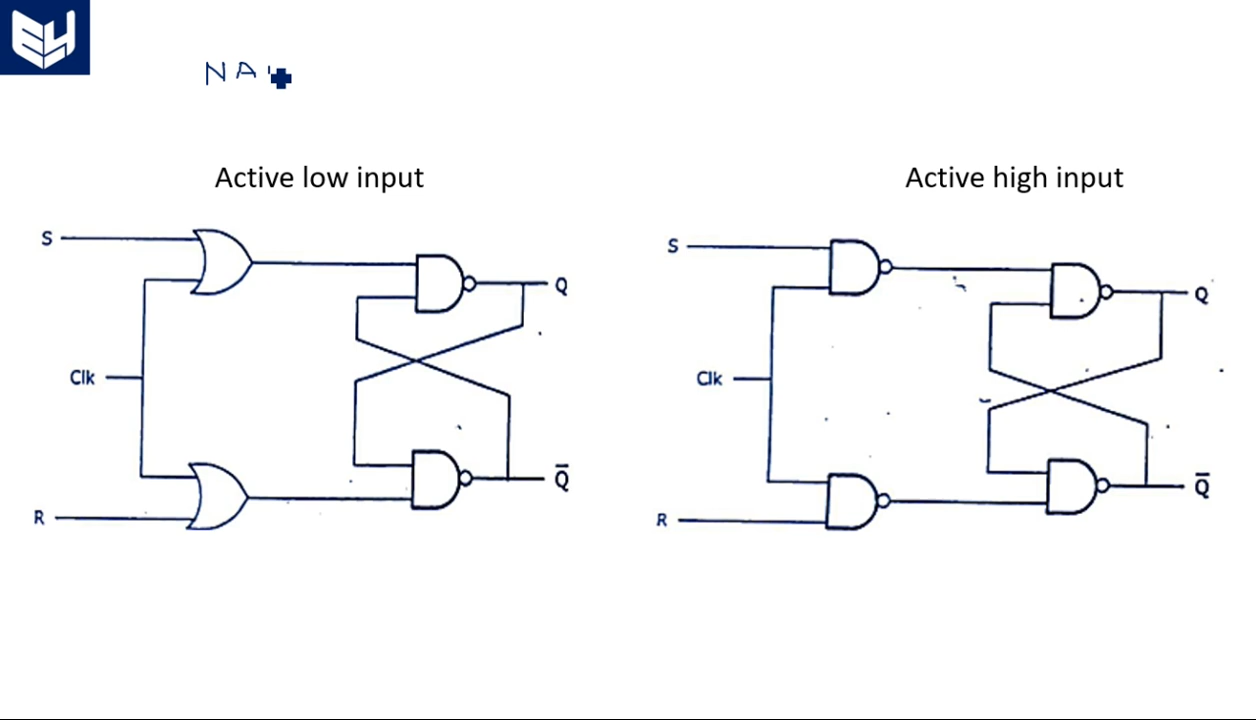 NA
Active low input
Active high input
S
Clk
R
Q
Q̅
S
Clk
R
Q
Q̅